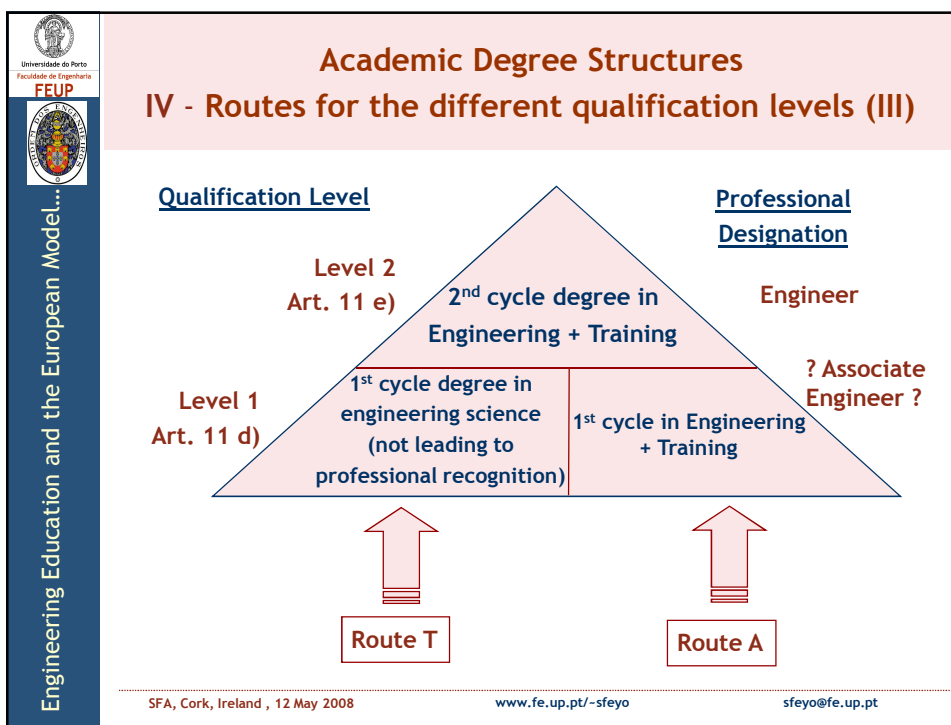 Universidade do Porto
Faculdade de Engenharia
FEUP
ORDEM DOS ENGENHEIROS
Engineering Education and the European Model…
Academic Degree Structures
IV - Routes for the different qualification levels (III)
Qualification Level
Professional
Designation
Level 2
Art. 11 e)
2nd cycle degree in
Engineering + Training
Engineer
Level 1
Art. 11 d)
1st cycle degree in
engineering science
(not leading to
professional recognition)
1st cycle in Engineering
+ Training
? Associate
Engineer ?
Route T
Route A
SFA, Cork, Ireland , 12 May 2008
www.fe.up.pt/~sfeyo
sfeyo@fe.up.pt